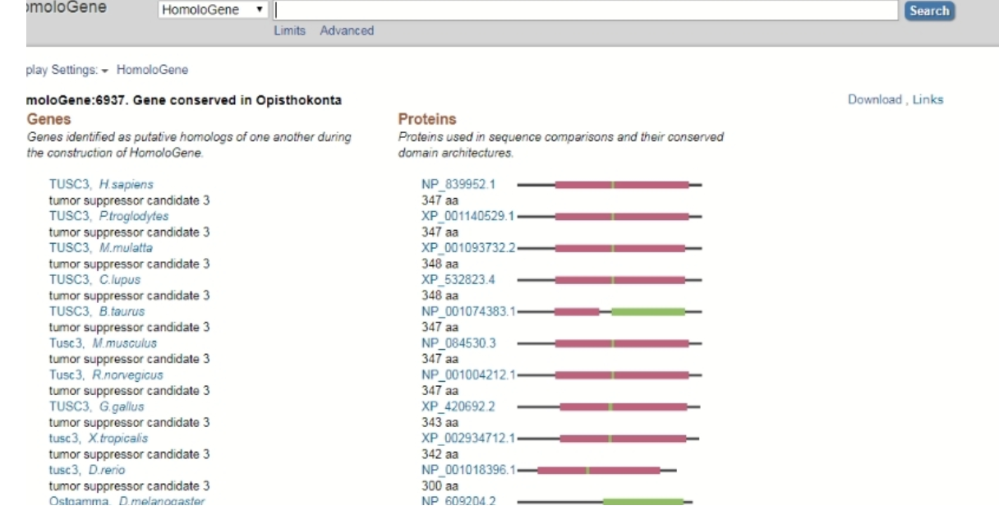 omoloGene HomoloGene Search
Limits Advanced
play Settings: HomoloGene
moloGene:6937. Gene conserved in Opisthokonta Download , Links
Genes
Genes identified as putative homologs of one another during
the construction of HomoloGene.
TUSC3, H.sapiens
tumor suppressor candidate 3
TUSC3, P.troglodytes
tumor suppressor candidate 3
TUSC3, M.mulatta
tumor suppressor candidate 3
TUSC3, C.lupus
tumor suppressor candidate 3
TUSC3, B.taurus
tumor suppressor candidate 3
Tusc3, M.musculus
tumor suppressor candidate 3
Tusc3, R.norvegicus
tumor suppressor candidate 3
TUSC3, G.gallus
tumor suppressor candidate 3
tusc3, X.tropicalis
tumor suppressor candidate 3
tusc3, D.rerio
tumor suppressor candidate 3
Ostgamma, D.melanogaster
Proteins
Proteins used in sequence comparisons and their conserved
domain architectures.
NP_839952.1
347 aa
XP_001140529.1
347 aa
XP_001093732.2
348 aa
XP_532823.4
348 aa
NP_001074383.1
347 aa
NP_084530.3
347 aa
NP_001004212.1
347 aa
XP_420692.2
343 aa
XP_002934712.1
342 aa
NP_001018396.1
300 aa
NP_609204.2